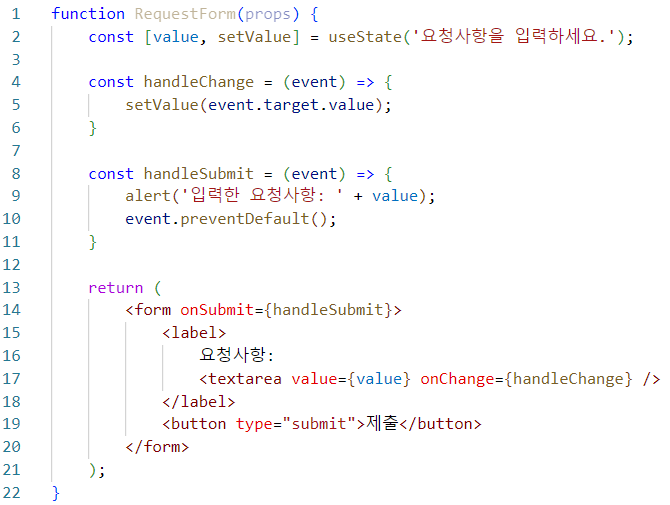 1 function RequestForm(props) {
2     const [value, setValue] = useState('요청사항을 입력하세요.');
3
4     const handleChange = (event) => {
5         setValue(event.target.value);
6     }
7
8     const handleSubmit = (event) => {
9         alert('입력한 요청사항: ' + value);
10         event.preventDefault();
11     }
12
13     return (
14         <form onSubmit={handleSubmit}>
15             <label>
16                 요청사항:
17                 <textarea value={value} onChange={handleChange} />
18             </label>
19             <button type="submit">제출</button>
20         </form>
21     );
22 }